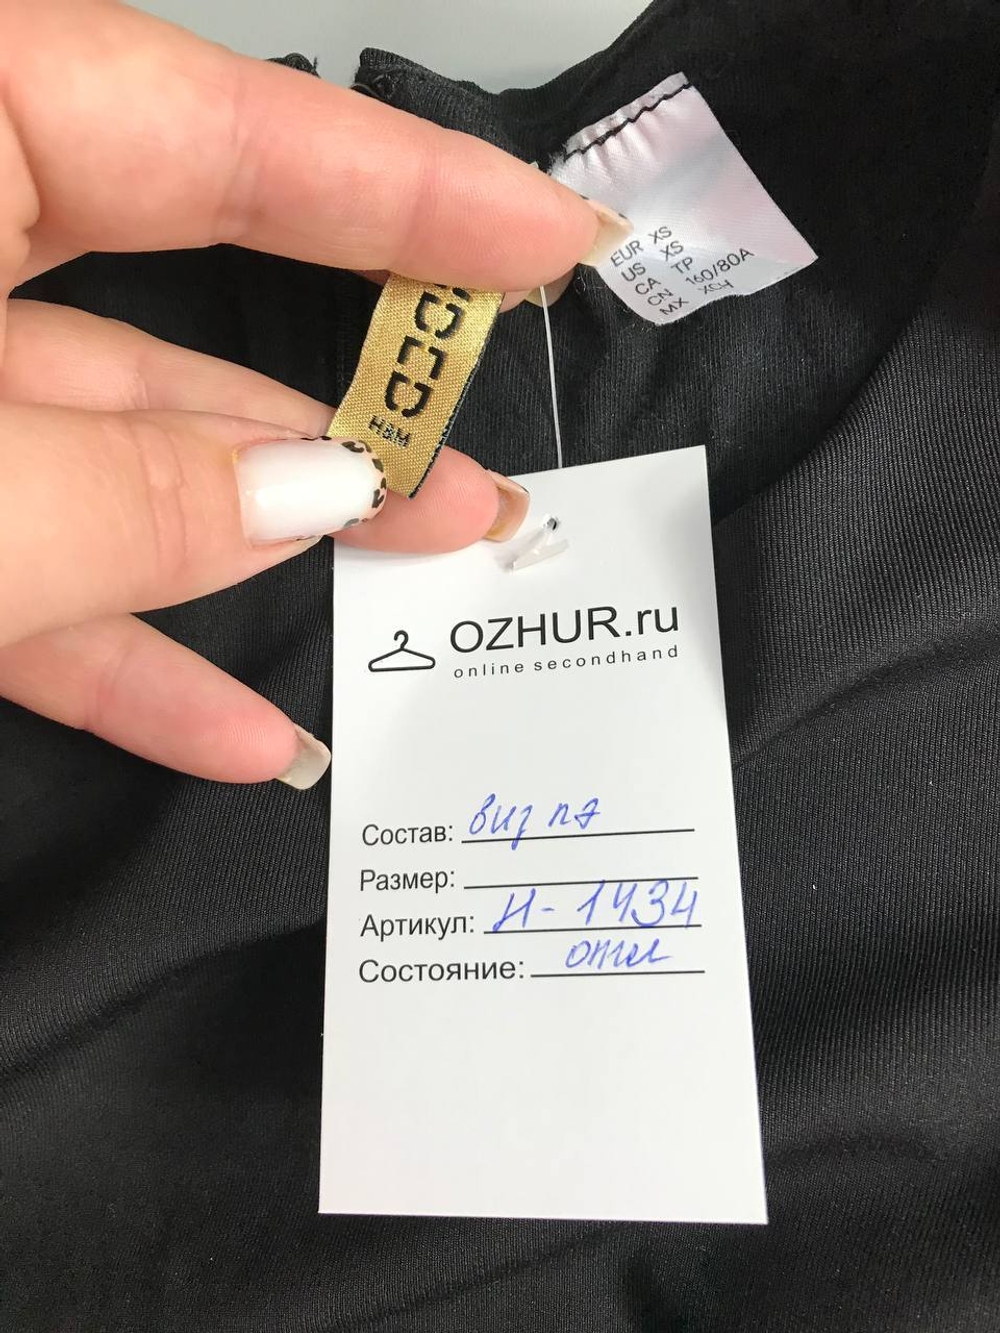 EUR XS
US XS
CA TP
CN 160/80A
MX XCH
H&M
OZHUR.ru
online secondhand
Состав: виз пэ
Размер:
Артикул: Н-1434
Состояние: отл